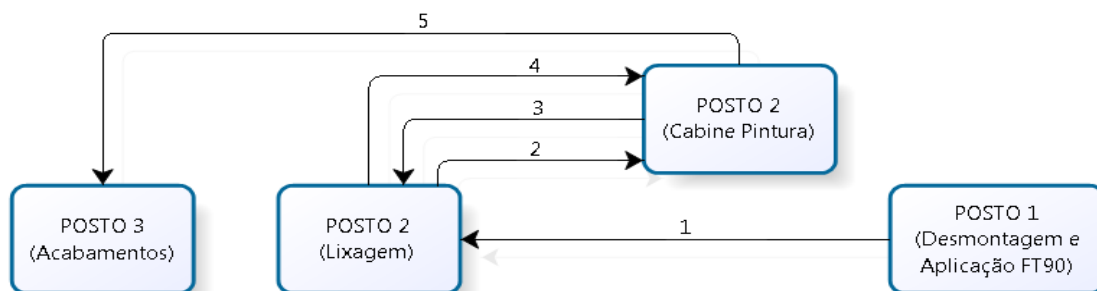 5
4
3
2
1
POSTO 2
(Cabine Pintura)
POSTO 3
(Acabamentos)
POSTO 2
(Lixagem)
POSTO 1
(Desmontagem e
Aplicação FT90)